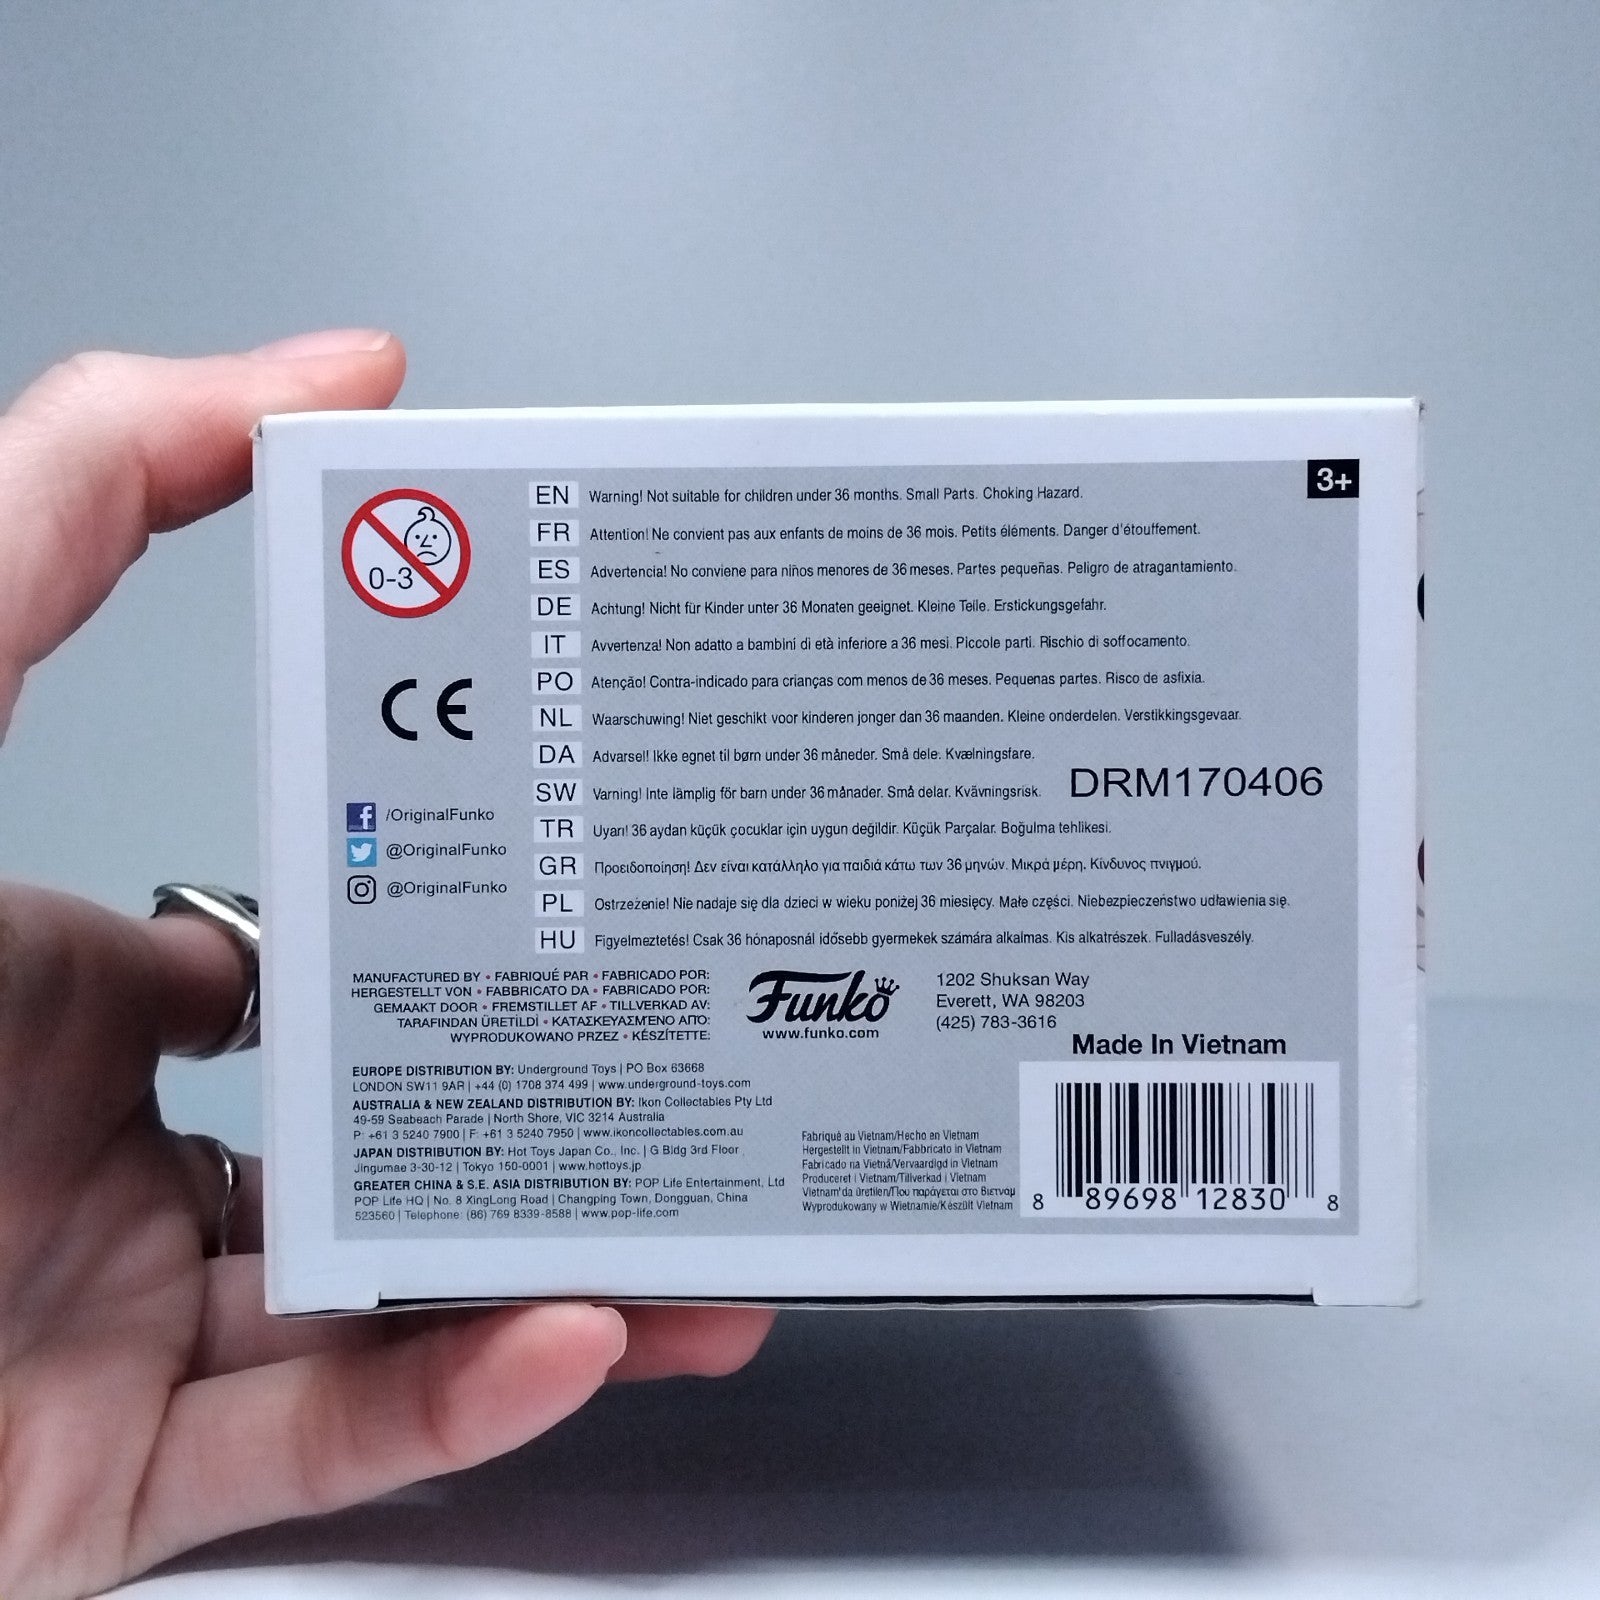 3+
0-3
EN Warning! Not suitable for children under 36 months. Small Parts. Choking Hazard.
FR Attention! Ne convient pas aux enfants de moins de 36 mois. Petits éléments. Danger d'étouffement.
ES Advertencia! No conviene para niños menores de 36 meses. Partes pequeñas. Peligro de atragantamiento.
DE Achtung! Nicht für Kinder unter 36 Monaten geeignet. Kleine Teile. Erstickungsgefahr.
IT Avvertenza! Non adatto a bambini di età inferiore a 36 mesi. Piccole parti. Rischio di soffocamento.
PO Atenção! Contra-indicado para crianças com menos de 36 meses. Pequenas partes. Risco de asfixia.
NL Waarschuwing! Niet geschikt voor kinderen jonger dan 36 maanden. Kleine onderdelen. Verstikkingsgevaar.
DA Advarsel! Ikke egnet til børn under 36 måneder. Små dele. Kvælningsfare.
SW Varning! Inte lämplig för barn under 36 månader. Små delar. Kvävningsrisk.
DRM170406
TR Uyarı! 36 aydan küçük çocuklar için uygun değildir. Küçük Parçalar. Boğulma tehlikesi.
GR Προειδοποίηση! Δεν είναι κατάλληλο για παιδιά κάτω των 36 μηνών. Μικρά μέρη. Κίνδυνος πνιγμού.
PL Ostrzeżenie! Nie nadaje się dla dzieci w wieku poniżej 36 miesięcy. Małe części. Niebezpieczeństwo udławienia się.
HU Figyelmeztetés! Csak 36 hónaposnál idősebb gyermekek számára alkalmas. Kis alkatrészek. Fulladásveszély.
CE
/OriginalFunko
@OriginalFunko
@OriginalFunko
MANUFACTURED BY • FABRIQUÉ PAR • FABRICADO POR:
HERGESTELLT VON • FABBRICATO DA • FABRICADO POR:
GEMAAKT DOOR • FREMSTILLET AF • TILLVERKAD AV:
TARAFINDAN ÜRETİLDİ • ΚΑΤΑΣΚΕΥΑΣΜΈΝΟ ΑΠΌ:
WYPRODUKOWANO PRZEZ • KÉSZÍTETTE:
Funko
www.funko.com
1202 Shuksan Way
Everett, WA 98203
(425) 783-3616
Made In Vietnam
EUROPE DISTRIBUTION BY: Underground Toys | PO Box 63668
LONDON SW11 9AR | +44 (0) 1708 374 499 | www.underground-toys.com
AUSTRALIA & NEW ZEALAND DISTRIBUTION BY: Ikon Collectables Pty Ltd
49-59 Seabeach Parade | North Shore, VIC 3214 Australia
P: +61 3 5240 7900 | F: +61 3 5240 7950 | www.ikoncollectables.com.au
JAPAN DISTRIBUTION BY: Hot Toys Japan Co., Inc. | G Bldg 3rd Floor
Jingumae 3-30-12 | Tokyo 150-0001 | www.hottoys.jp
GREATER CHINA & S.E. ASIA DISTRIBUTION BY: POP Life Entertainment, Ltd
POP Life HQ | No. 8 XingLong Road | Changping Town, Dongguan, China
523560 | Telephone: (86) 769 8339-8588 | www.pop-life.com
Fabriqué au Vietnam/Hecho en Vietnam
Hergestellt in Vietnam/Fabbricato in Vietnam
Fabricado na Vietnã/Vervaardigd in Vietnam
Produceret i Vietnam/Tillverkad i Vietnam
Vietnam'da üretilen/Που παράγεται στο Βιετνάμ
Wyprodukowany w Wietnamie/Készült Vietnam
8 89698 12830 8